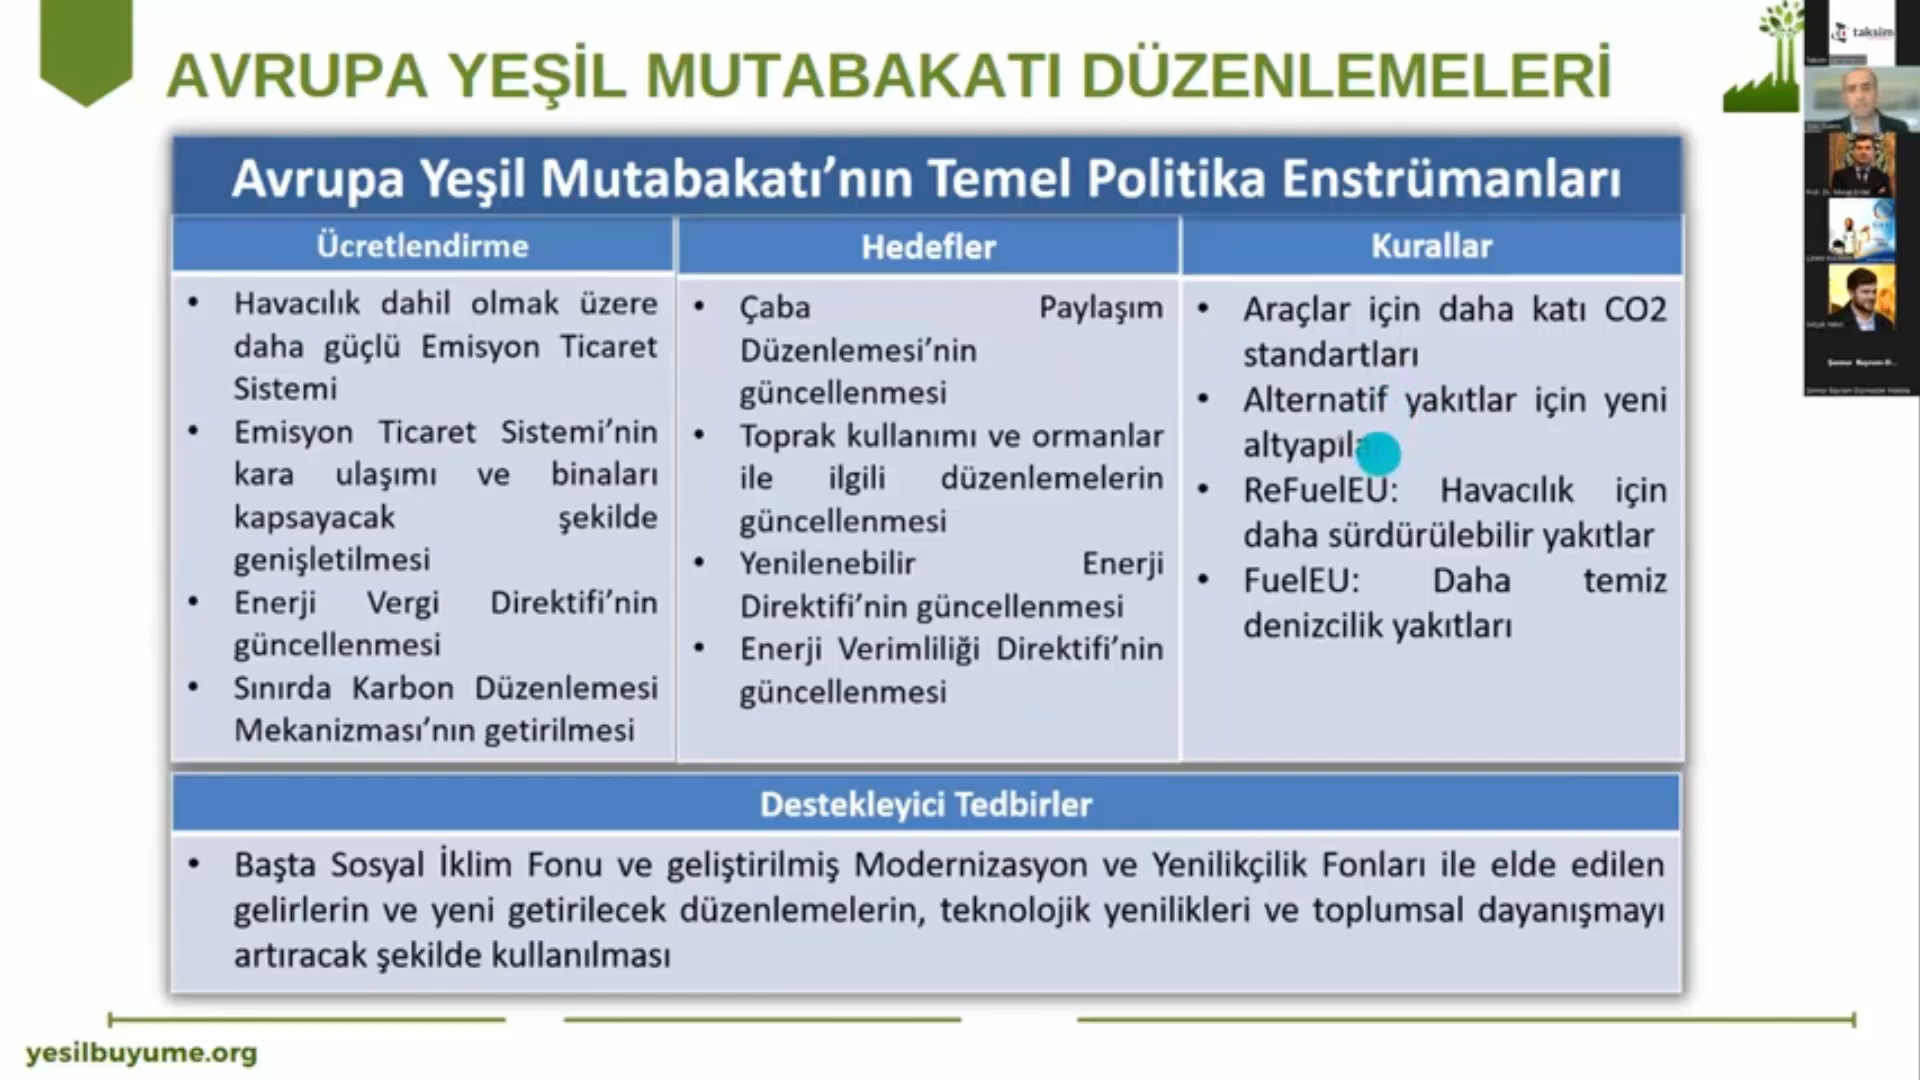 AVRUPA YEŞİL MUTABAKATI DÜZENLEMELERİ
taksim
Avrupa Yeşil Mutabakatı’nın Temel Politika Enstrümanları
Ücretlendirme
• Havacılık dahil olmak üzere
daha güçlü Emisyon Ticaret
Sistemi
• Emisyon Ticaret Sistemi’nin
kara ulaşımı ve binaları
kapsayacak şekilde
genişletilmesi
• Enerji Vergi Direktifi’nin
güncellenmesi
• Sınırda Karbon Düzenlemesi
Mekanizması’nın getirilmesi
Hedefler
• Çaba Paylaşım
Düzenlemesi’nin
güncellenmesi
• Toprak kullanımı ve ormanlar
ile ilgili düzenlemelerin
güncellenmesi
• Yenilenebilir Enerji
Direktifi’nin güncellenmesi
• Enerji Verimliliği Direktifi’nin
güncellenmesi
Kurallar
• Araçlar için daha katı CO2
standartları
• Alternatif yakıtlar için yeni
altyapıla
• ReFuelEU: Havacılık için
daha sürdürülebilir yakıtlar
• FuelEU: Daha temiz
denizcilik yakıtları
Destekleyici Tedbirler
• Başta Sosyal İklim Fonu ve geliştirilmiş Modernizasyon ve Yenilikçilik Fonları ile elde edilen
gelirlerin ve yeni getirilecek düzenlemelerin, teknolojik yenilikleri ve toplumsal dayanışmayı
artıracak şekilde kullanılması
yesilbuyume.org